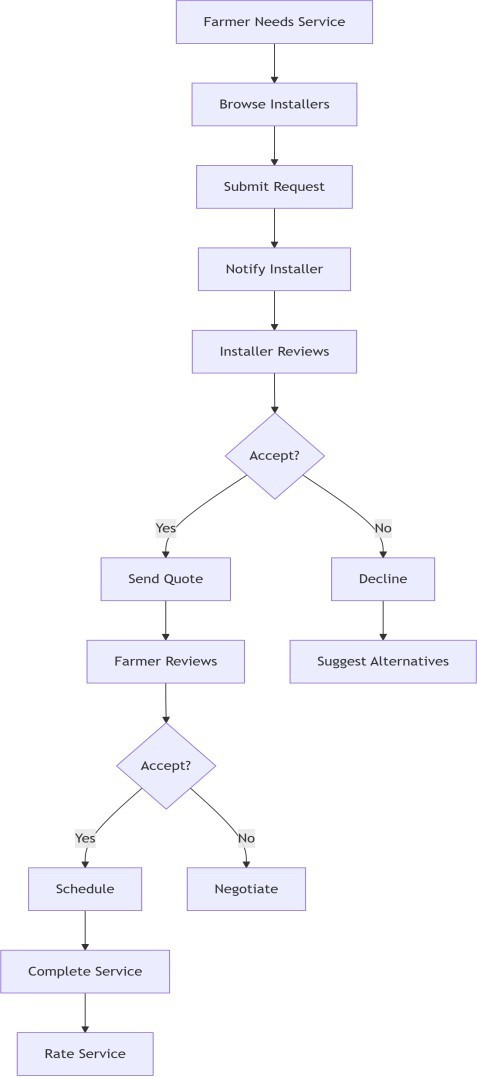 Farmer Needs Service
Browse Installers
Submit Request
Notify Installer
Installer Reviews
Accept?
Yes
No
Send Quote
Decline
Farmer Reviews
Suggest Alternatives
Accept?
Yes
No
Schedule
Negotiate
Complete Service
Rate Service